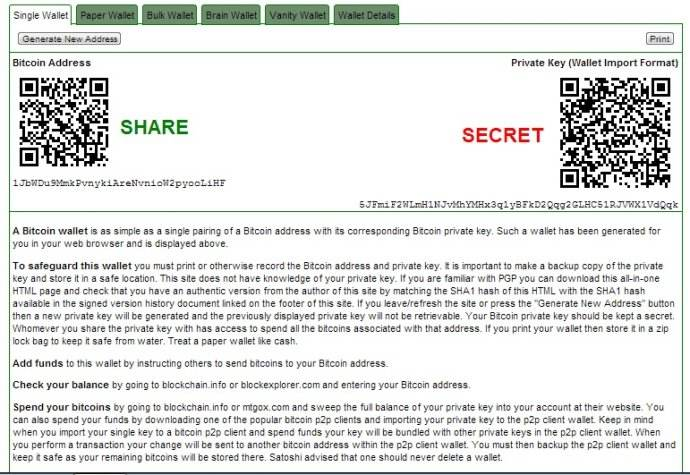 Single Wallet Paper Wallet Bulk Wallet Brain Wallet Vanity Wallet Wallet Details
Generate New Address Print
Bitcoin Address Private Key (Wallet Import Format)
SHARE
SECRET
1JbWDu9MmkPvnykiAreNvnioW2pyooLiHF
5JFmiF2WLmH1NJvMhYMHx3q1yBFkD2Qqg2GLHC51RJVWX1VdQqk
A Bitcoin wallet is as simple as a single pairing of a Bitcoin address with its corresponding Bitcoin private key. Such a wallet has been generated for
you in your web browser and is displayed above.
To safeguard this wallet you must print or otherwise record the Bitcoin address and private key. It is important to make a backup copy of the private
key and store it in a safe location. This site does not have knowledge of your private key. If you are familiar with PGP you can download this all-in-one
HTML page and check that you have an authentic version from the author of this site by matching the SHA1 hash of this HTML with the SHA1 hash
available in the signed version history document linked on the footer of this site. If you leave/refresh the site or press the "Generate New Address" button
then a new private key will be generated and the previously displayed private key will not be retrievable. Your Bitcoin private key should be kept a secret.
Whomever you share the private key with has access to spend all the bitcoins associated with that address. If you print your wallet then store it in a zip
lock bag to keep it safe from water. Treat a paper wallet like cash.
Add funds to this wallet by instructing others to send bitcoins to your Bitcoin address.
Check your balance by going to blockchain.info or blockexplorer.com and entering your Bitcoin address.
Spend your bitcoins by going to blockchain.info or mtgox.com and sweep the full balance of your private key into your account at their website. You
can also spend your funds by downloading one of the popular bitcoin p2p clients and importing your private key to the p2p client wallet. Keep in mind
when you import your single key to a bitcoin p2p client and spend funds your key will be bundled with other private keys in the p2p client wallet. When
you perform a transaction your change will be sent to another bitcoin address within the p2p client wallet. You must then backup the p2p client wallet and
keep it safe as your remaining bitcoins will be stored there. Satoshi advised that one should never delete a wallet.